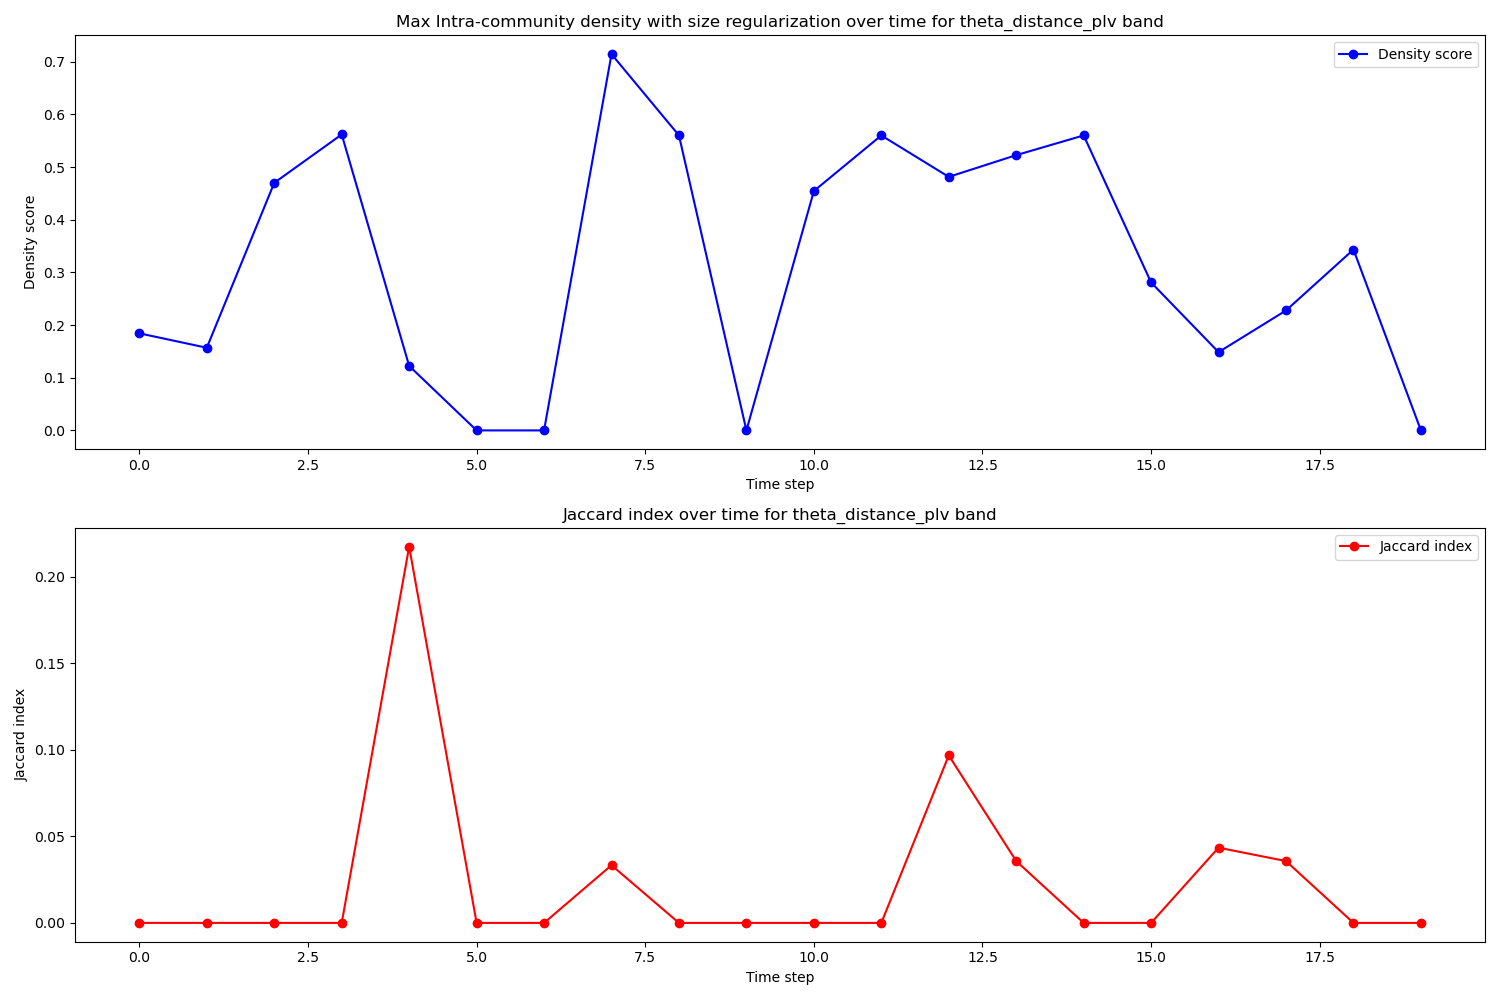 Max Intra-community density with size regularization over time for theta_distance_plv band
Density score
0.7
0.6
0.5
0.4
0.3
0.2
0.1
0.0
Density score
0.0 2.5 5.0 7.5 10.0 12.5 15.0 17.5
Time step
Jaccard index over time for theta_distance_plv band
Jaccard index
0.20
0.15
0.10
0.05
0.00
Jaccard index
0.0 2.5 5.0 7.5 10.0 12.5 15.0 17.5
Time step